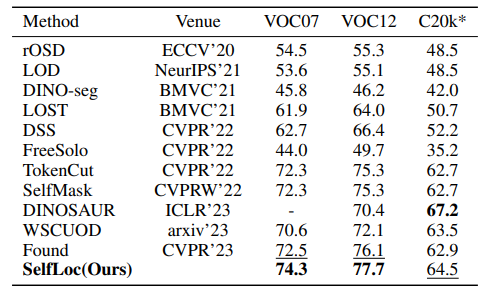 Method Venue VOC07 VOC12 C20k*
rOSD ECCV'20 54.5 55.3 48.5
LOD NeurIPS'21 53.6 55.1 48.5
DINO-seg BMVC'21 45.8 46.2 42.0
LOST BMVC'21 61.9 64.0 50.7
DSS CVPR'22 62.7 66.4 52.2
FreeSolo CVPR'22 44.0 49.7 35.2
TokenCut CVPR'22 72.3 75.3 62.7
SelfMask CVPRW'22 72.3 75.3 62.7
DINOSAUR ICLR'23 - 70.4 67.2
WSCUOD arxiv'23 70.6 72.1 63.5
Found CVPR'23 72.5 76.1 62.9
SelfLoc(Ours) 74.3 77.7 64.5